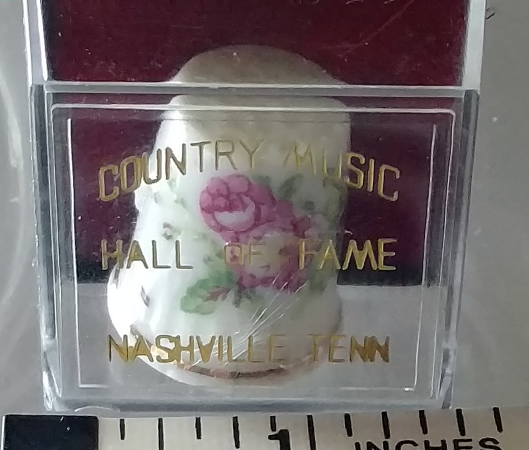 COUNTRY MUSIC
HALL OF FAME
NASHVILLE TENN
1 INCHES